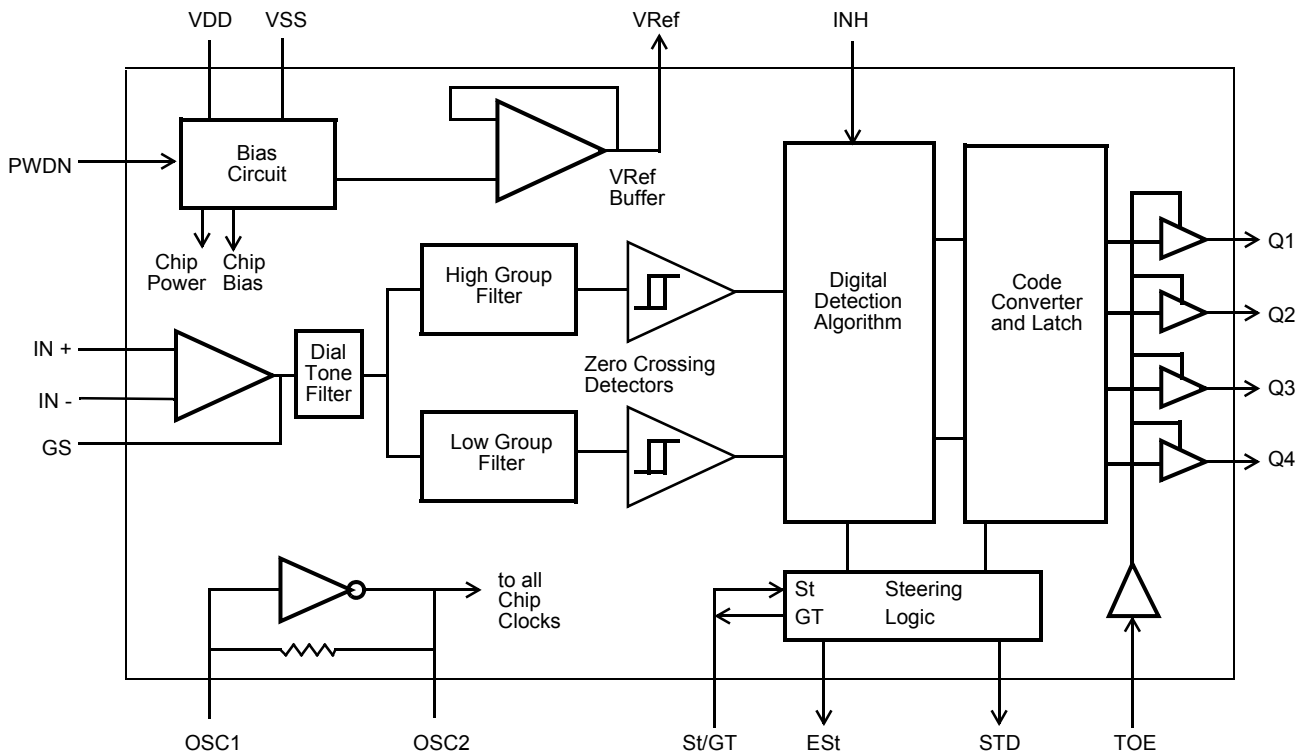 VDD
VSS
VRef
INH
PWDN
Bias
Circuit
VRef
Buffer
Chip
Power
Chip
Bias
High Group
Filter
Digital
Detection
Algorithm
Code
Converter
and Latch
Q1
Q2
Q3
Q4
IN +
IN -
GS
Dial
Tone
Filter
Zero Crossing
Detectors
Low Group
Filter
to all
Chip
Clocks
St
Steering
GT
Logic
OSC1
OSC2
St/GT
ESt
STD
TOE